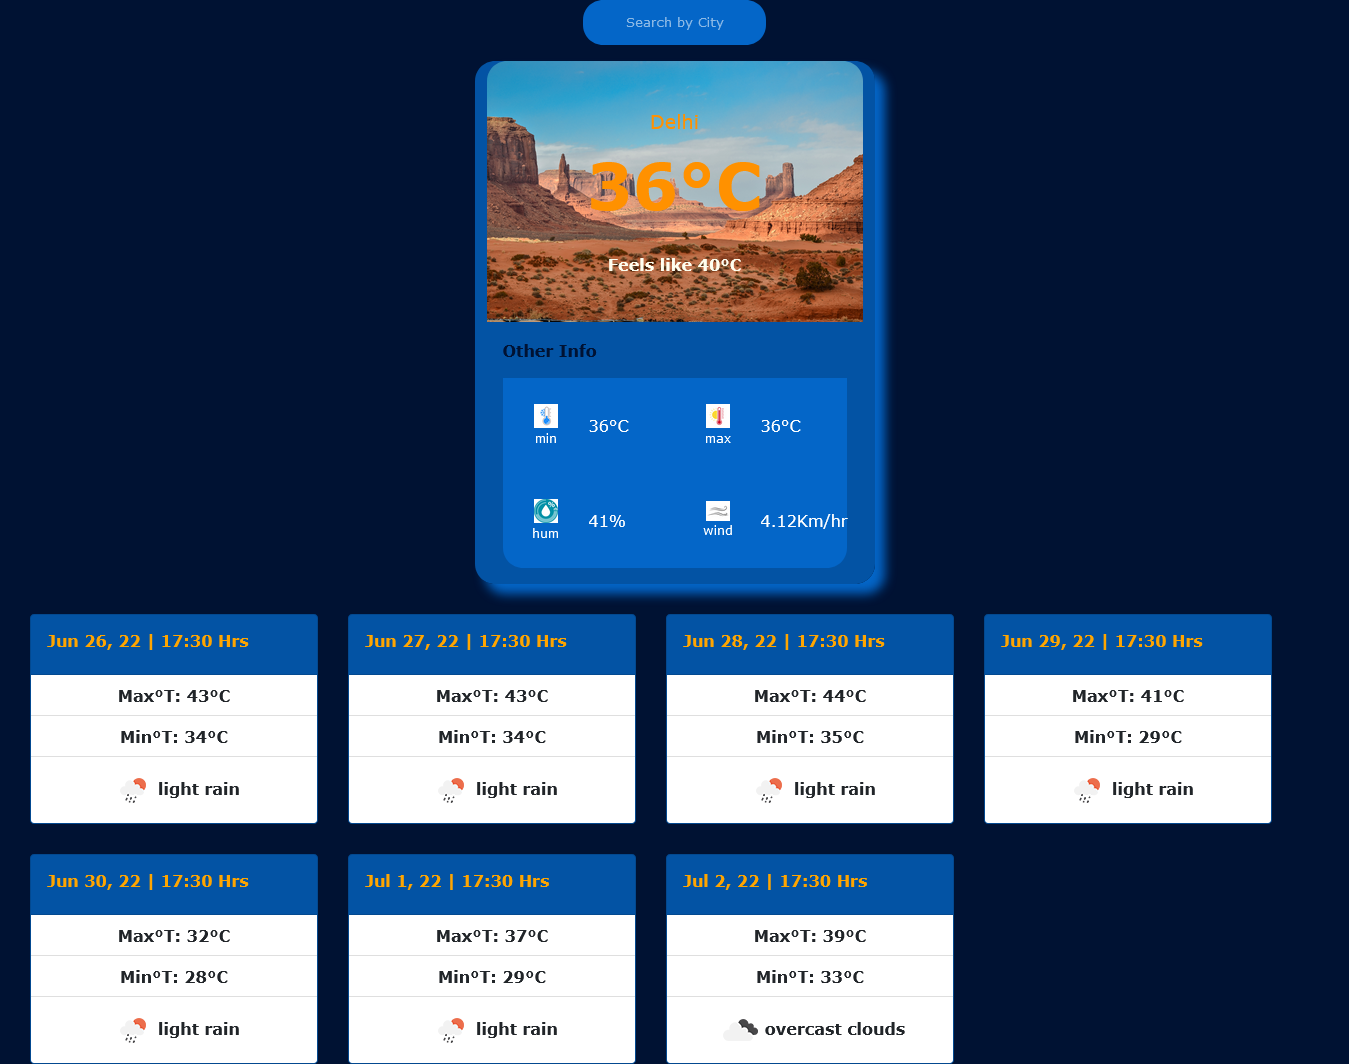 Search by City
Delhi
36°C
Feels like 40°C
Other Info
min 36°C max 36°C
hum 41% wind 4.12Km/hr
Jun 26, 22 | 17:30 Hrs
Max°T: 43°C
Min°T: 34°C
light rain
Jun 27, 22 | 17:30 Hrs
Max°T: 43°C
Min°T: 34°C
light rain
Jun 28, 22 | 17:30 Hrs
Max°T: 44°C
Min°T: 35°C
light rain
Jun 29, 22 | 17:30 Hrs
Max°T: 41°C
Min°T: 29°C
light rain
Jun 30, 22 | 17:30 Hrs
Max°T: 32°C
Min°T: 28°C
light rain
Jul 1, 22 | 17:30 Hrs
Max°T: 37°C
Min°T: 29°C
light rain
Jul 2, 22 | 17:30 Hrs
Max°T: 39°C
Min°T: 33°C
overcast clouds